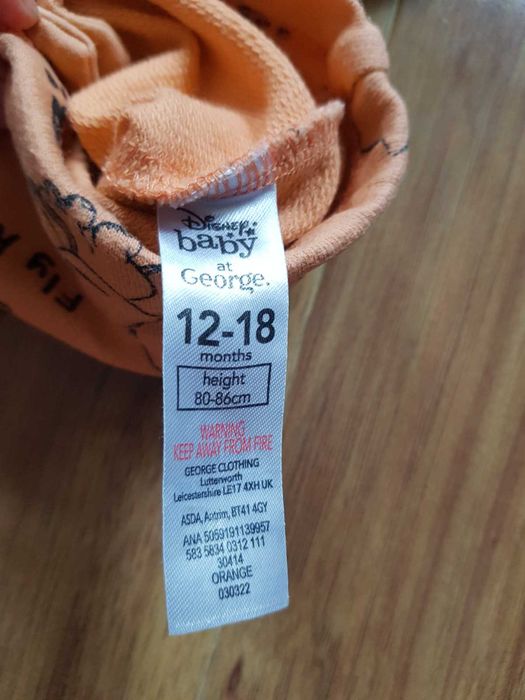 Fly
Disney
baby
at
George.
12-18
months
height
80-86cm
WARNING
KEEP AWAY FROM FIRE
GEORGE CLOTHING
Lutterworth
Leicestershire LE17 4XH UK
ASDA, Antrim, BT41 4GY
ANA 5059191139957
583 5834 0312 111
30414
ORANGE
030322